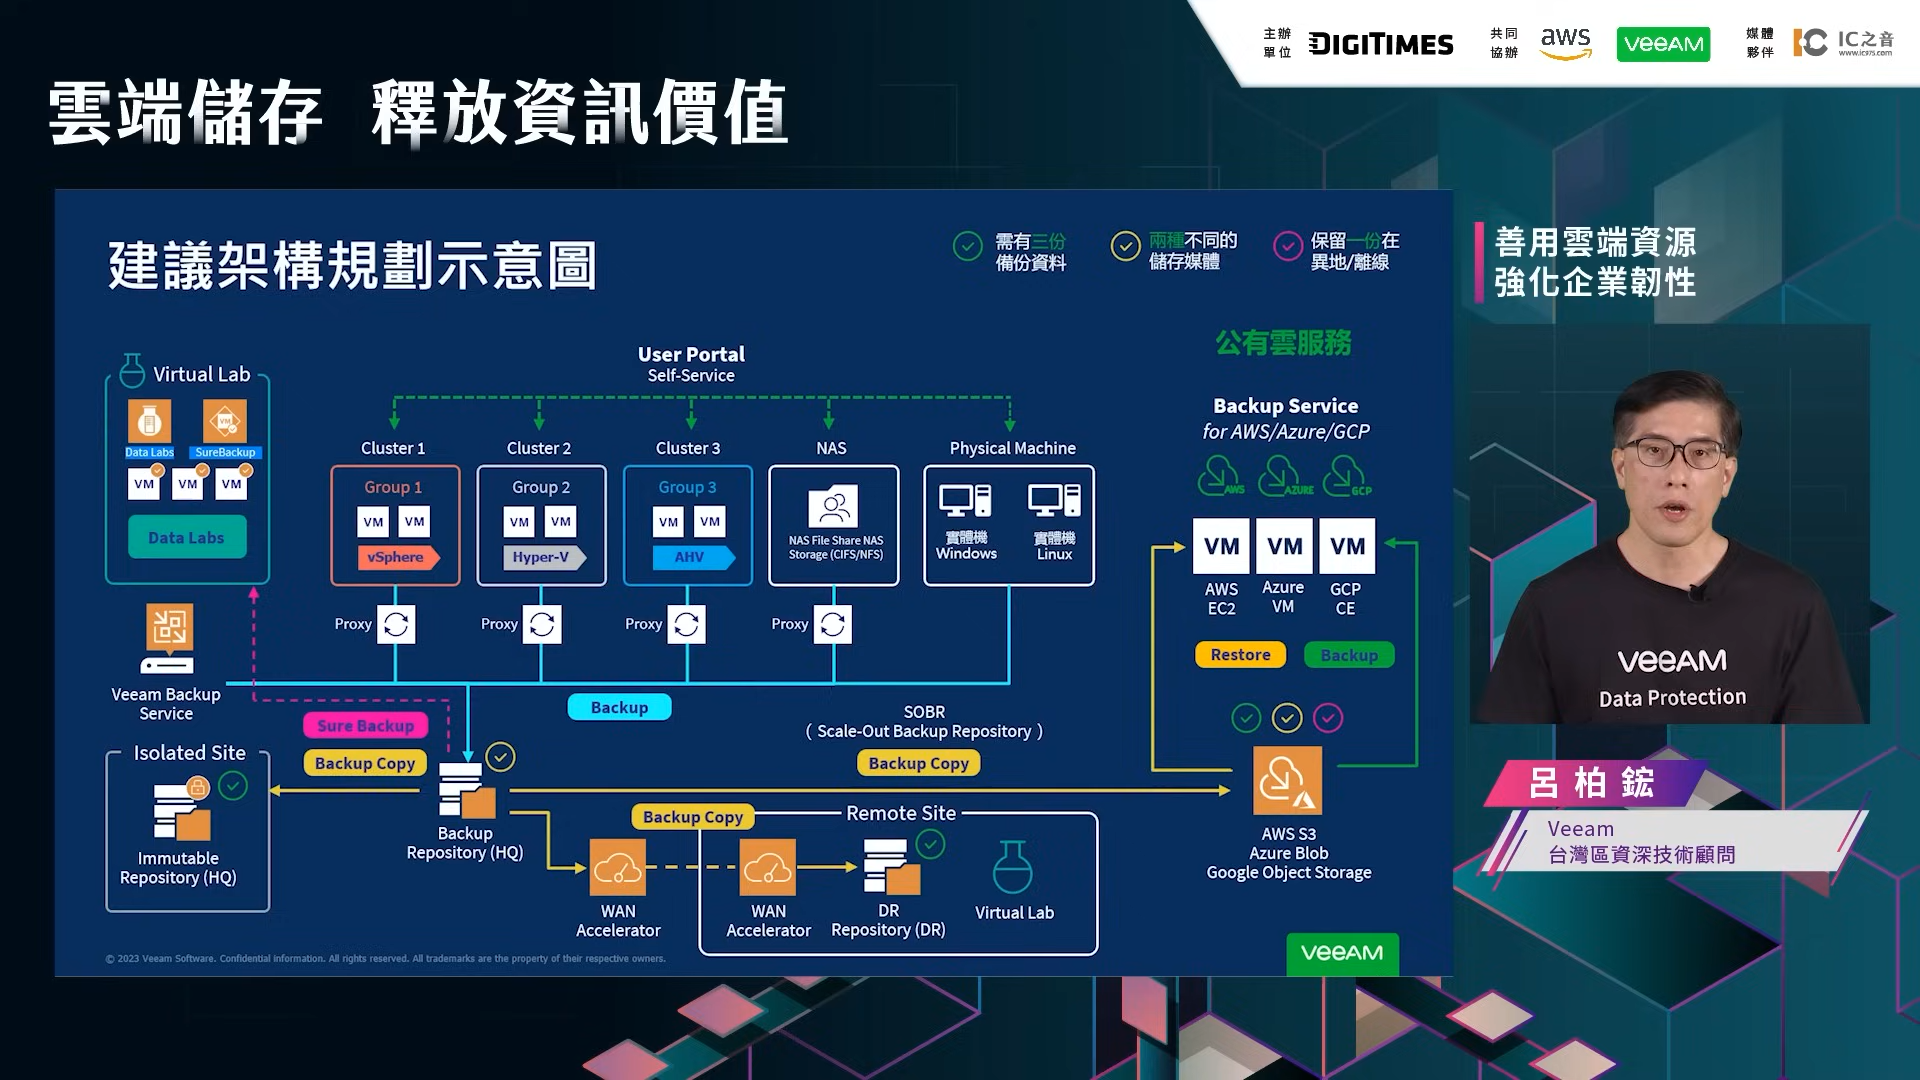 主辦
單位
DIGITIMES
共同
協辦
aws
veeAM
媒體
夥伴
IC之音
www.ic975.com
雲端儲存 釋放資訊價值
建議架構規劃示意圖
需有三份
備份資料
兩種不同的
儲存媒體
保留一份在
異地/離線
善用雲端資源
強化企業韌性
公有雲服務
User Portal
Self-Service
Virtual Lab
Data Labs
SureBackup
VM
VM
VM
VM
Data Labs
Cluster 1
Group 1
VM
VM
vSphere
Cluster 2
Group 2
VM
VM
Hyper-V
Cluster 3
Group 3
VM
VM
AHV
NAS
NAS File Share NAS
Storage (CIFS/NFS)
Physical Machine
實體機
Windows
實體機
Linux
Backup Service
for AWS/Azure/GCP
AWS
AZURE
GCP
VM
VM
VM
AWS
EC2
Azure
VM
GCP
CE
Restore
Backup
Proxy
Proxy
Proxy
Proxy
Veeam Backup
Service
Sure Backup
Backup
SOBR
( Scale-Out Backup Repository )
Backup Copy
Backup Copy
Isolated Site
Immutable
Repository (HQ)
Backup
Repository (HQ)
Backup Copy
Remote Site
WAN
Accelerator
WAN
Accelerator
DR
Repository (DR)
Virtual Lab
AWS S3
Azure Blob
Google Object Storage
© 2023 Veeam Software. Confidential information. All rights reserved. All trademarks are the property of their respective owners.
veeAM
veeAM
Data Protection
呂柏鋐
Veeam
台灣區資深技術顧問